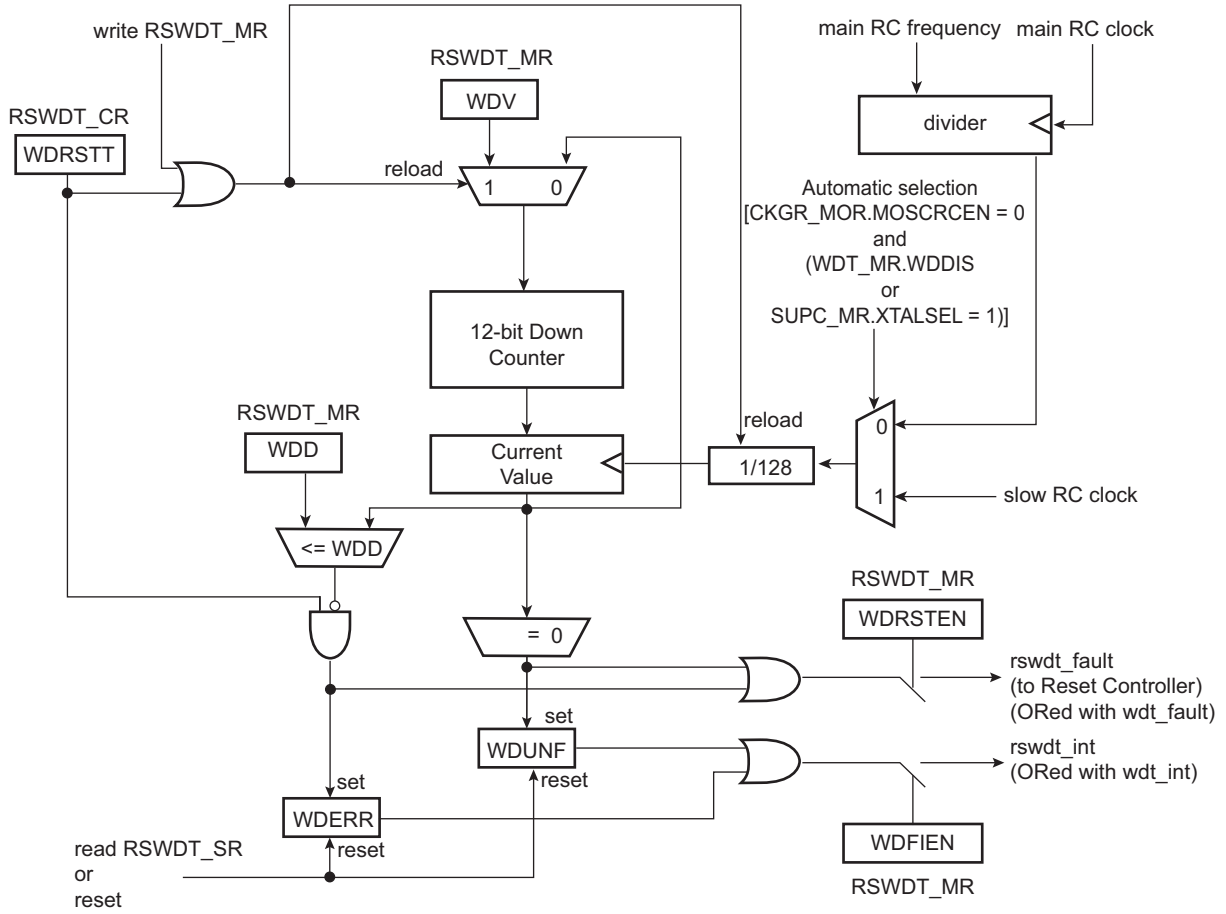 write RSWDT_MR
main RC frequency
main RC clock
RSWDT_MR
WDV
divider
RSWDT_CR
WDRSTT
reload
1
0
Automatic selection
[CKGR_MOR.MOSCRCEN = 0
and
(WDT_MR.WDDIS
or
SUPC_MR.XTALSEL = 1)]
12-bit Down
Counter
RSWDT_MR
WDD
Current
Value
reload
1/128
0
1
slow RC clock
<= WDD
= 0
RSWDT_MR
WDRSTEN
rswdt_fault
(to Reset Controller)
(ORed with wdt_fault)
set
WDUNF
reset
rswdt_int
(ORed with wdt_int)
set
WDERR
reset
read RSWDT_SR
or
reset
WDFIEN
RSWDT_MR